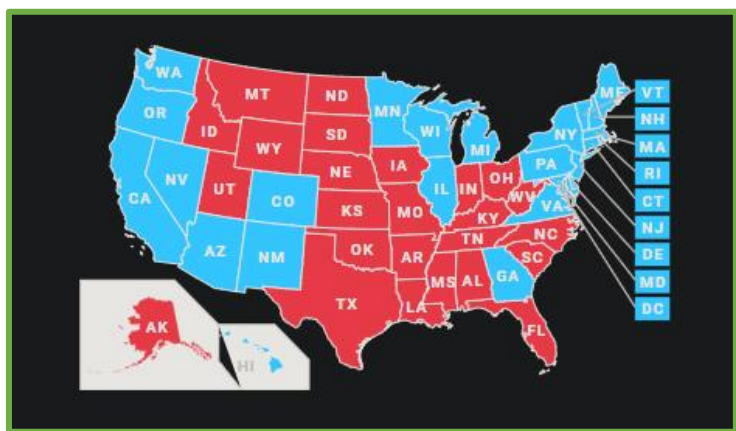 WA
MT
ND
MN
ME
VT
OR
ID
SD
WI
MI
NY
NH
WY
MA
NV
UT
NE
IA
PA
RI
CA
CO
IL
IN
OH
WV
VA
CT
KS
MO
KY
NJ
AZ
NM
OK
AR
TN
NC
DE
MS
AL
GA
SC
MD
TX
LA
DC
AK
HI
FL